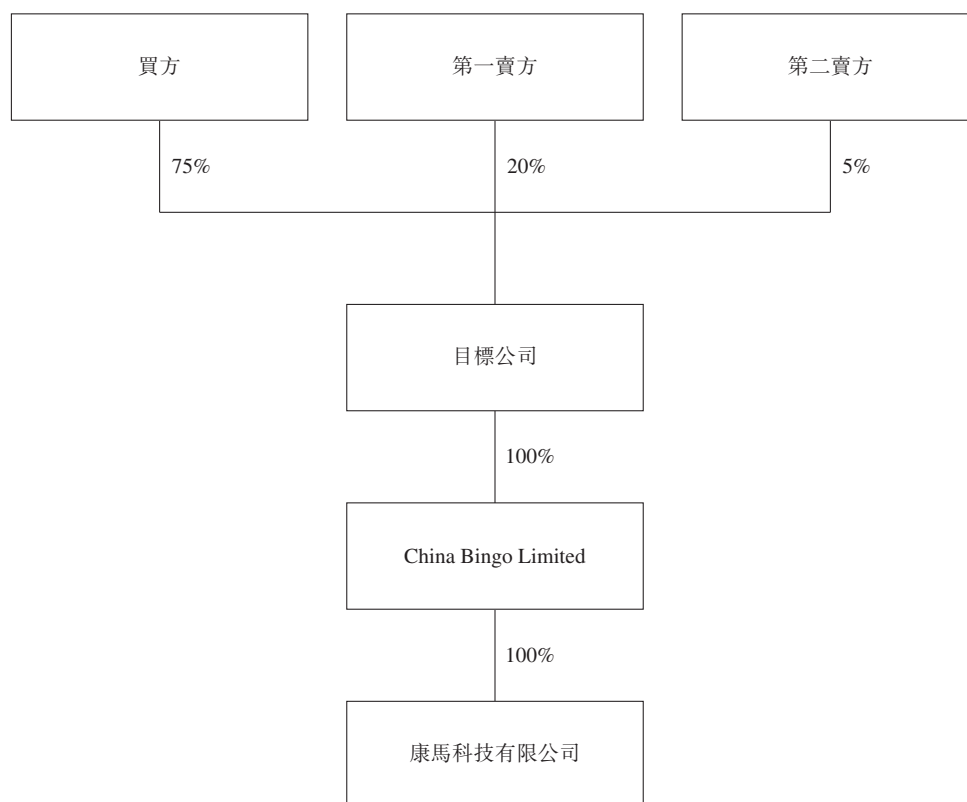 買方
第一賣方
第二賣方
75%
20%
5%
目標公司
100%
China Bingo Limited
100%
康馬科技有限公司